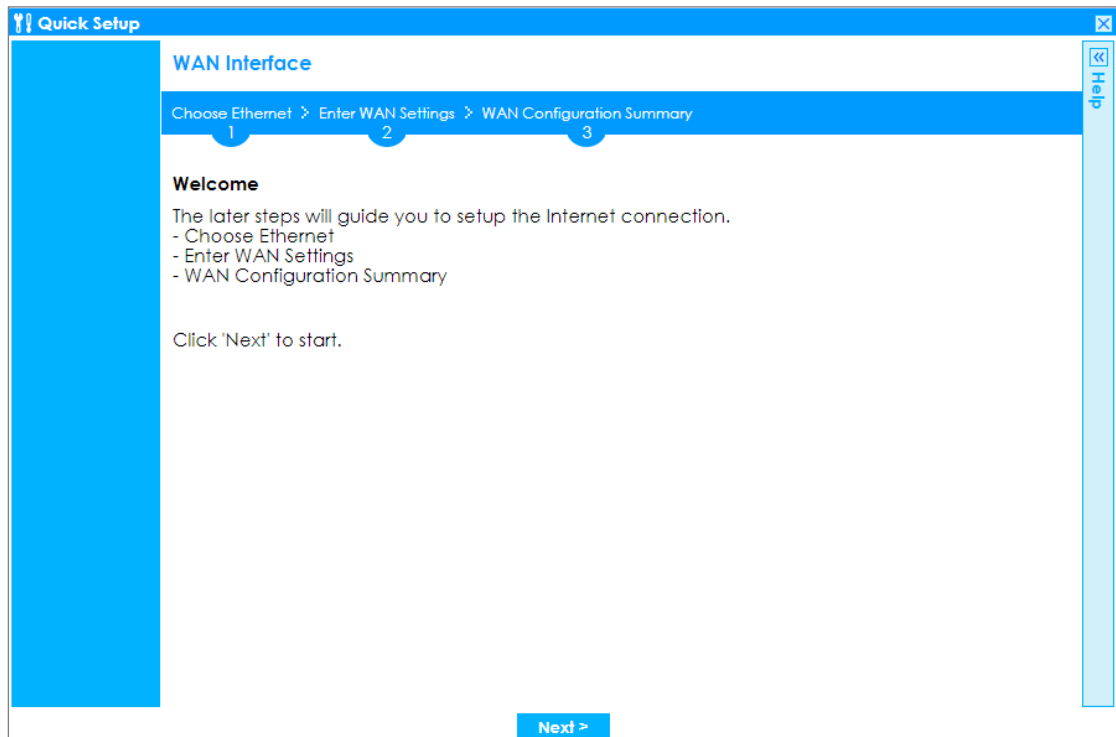 Quick Setup
WAN Interface
Help
Choose Ethernet > Enter WAN Settings > WAN Configuration Summary
1 2 3
Welcome
The later steps will guide you to setup the Internet connection.
- Choose Ethernet
- Enter WAN Settings
- WAN Configuration Summary
Click 'Next' to start.
Next >